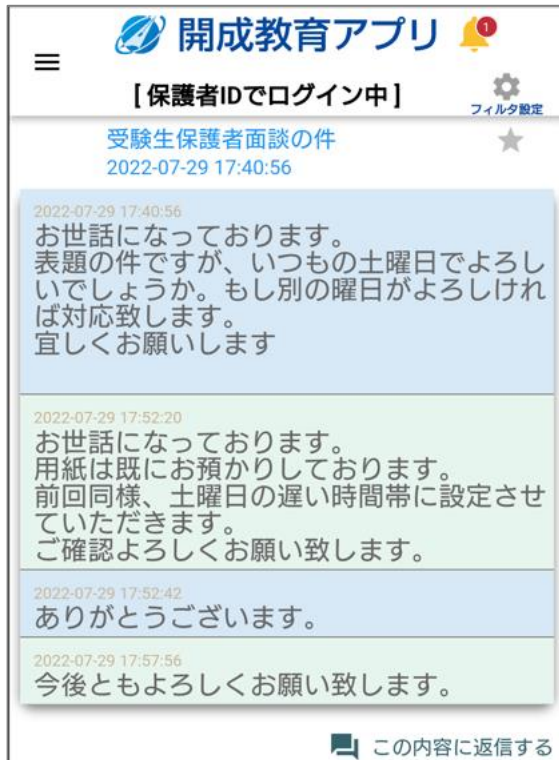 開成教育アプリ
1
[保護者IDでログイン中]
フィルタ設定
受験生保護者面談の件
2022-07-29 17:40:56
2022-07-29 17:40:56
お世話になっております。
表題の件ですが、いつもの土曜日でよろし
いでしょうか。もし別の曜日がよろしけれ
ば対応致します。
宜しくお願いします
2022-07-29 17:52:20
お世話になっております。
用紙は既にお預かりしております。
前回同様、土曜日の遅い時間帯に設定させ
ていただきます。
ご確認よろしくお願い致します。
2022-07-29 17:52:42
ありがとうございます。
2022-07-29 17:57:56
今後ともよろしくお願い致します。
この内容に返信する